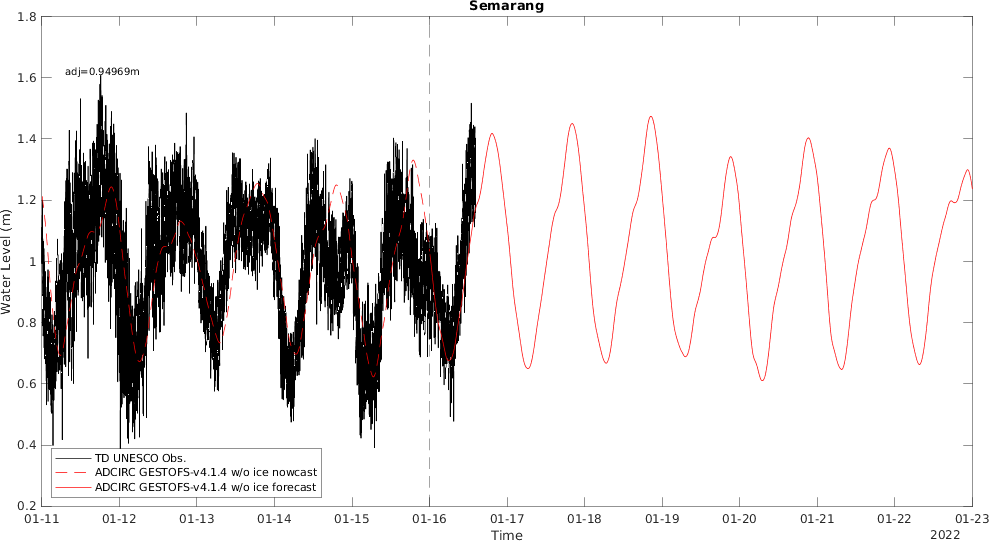 Semarang
1.8
1.6
1.4
1.2
1
0.8
0.6
0.4
0.2
Water Level (m)
adj=0.94969m
TD UNESCO Obs.
ADCIRC GESTOFS-v4.1.4 w/o ice nowcast
ADCIRC GESTOFS-v4.1.4 w/o ice forecast
01-11 01-12 01-13 01-14 01-15 01-16 01-17 01-18 01-19 01-20 01-21 01-22 01-23
Time
2022